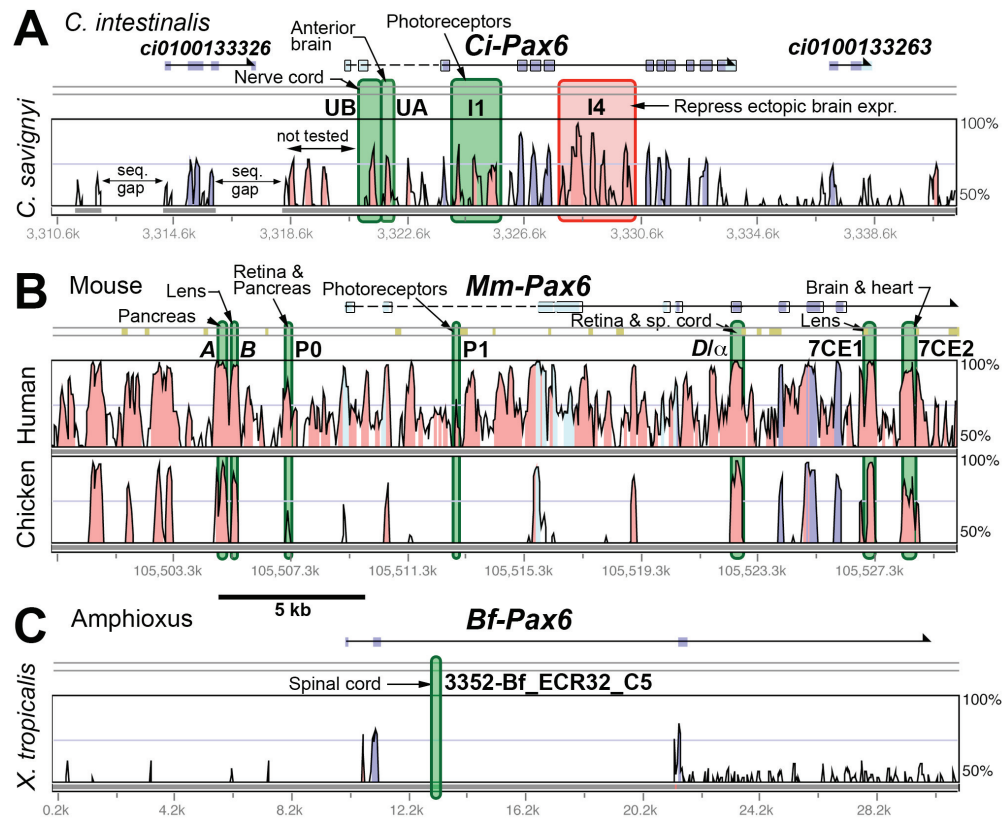 A
C. intestinalis
ci0100133326
Anterior
brain
Photoreceptors
Ci-Pax6
ci0100133263
Nerve cord
UB
UA
I1
I4
Repress ectopic brain expr.
C. savignyi
not tested
seq.
gap
seq.
gap
100%
50%
3,310.6k 3,314.6k 3,318.6k 3,322.6k 3,326.6k 3,330.6k 3,334.6k 3,338.6k
B
Mouse
Pancreas
Lens
Retina &
Pancreas
Photoreceptors
Mm-Pax6
Retina & sp. cord
Brain & heart
Lens
A
B
P0
P1
D/α
7CE1
7CE2
Human
100%
50%
Chicken
100%
50%
105,503.3k 105,507.3k 105,511.3k 105,515.3k 105,519.3k 105,523.3k 105,527.3k
5 kb
C
Amphioxus
Bf-Pax6
Spinal cord
3352-Bf_ECR32_C5
X. tropicalis
100%
50%
0.2k 4.2k 8.2k 12.2k 16.2k 20.2k 24.2k 28.2k